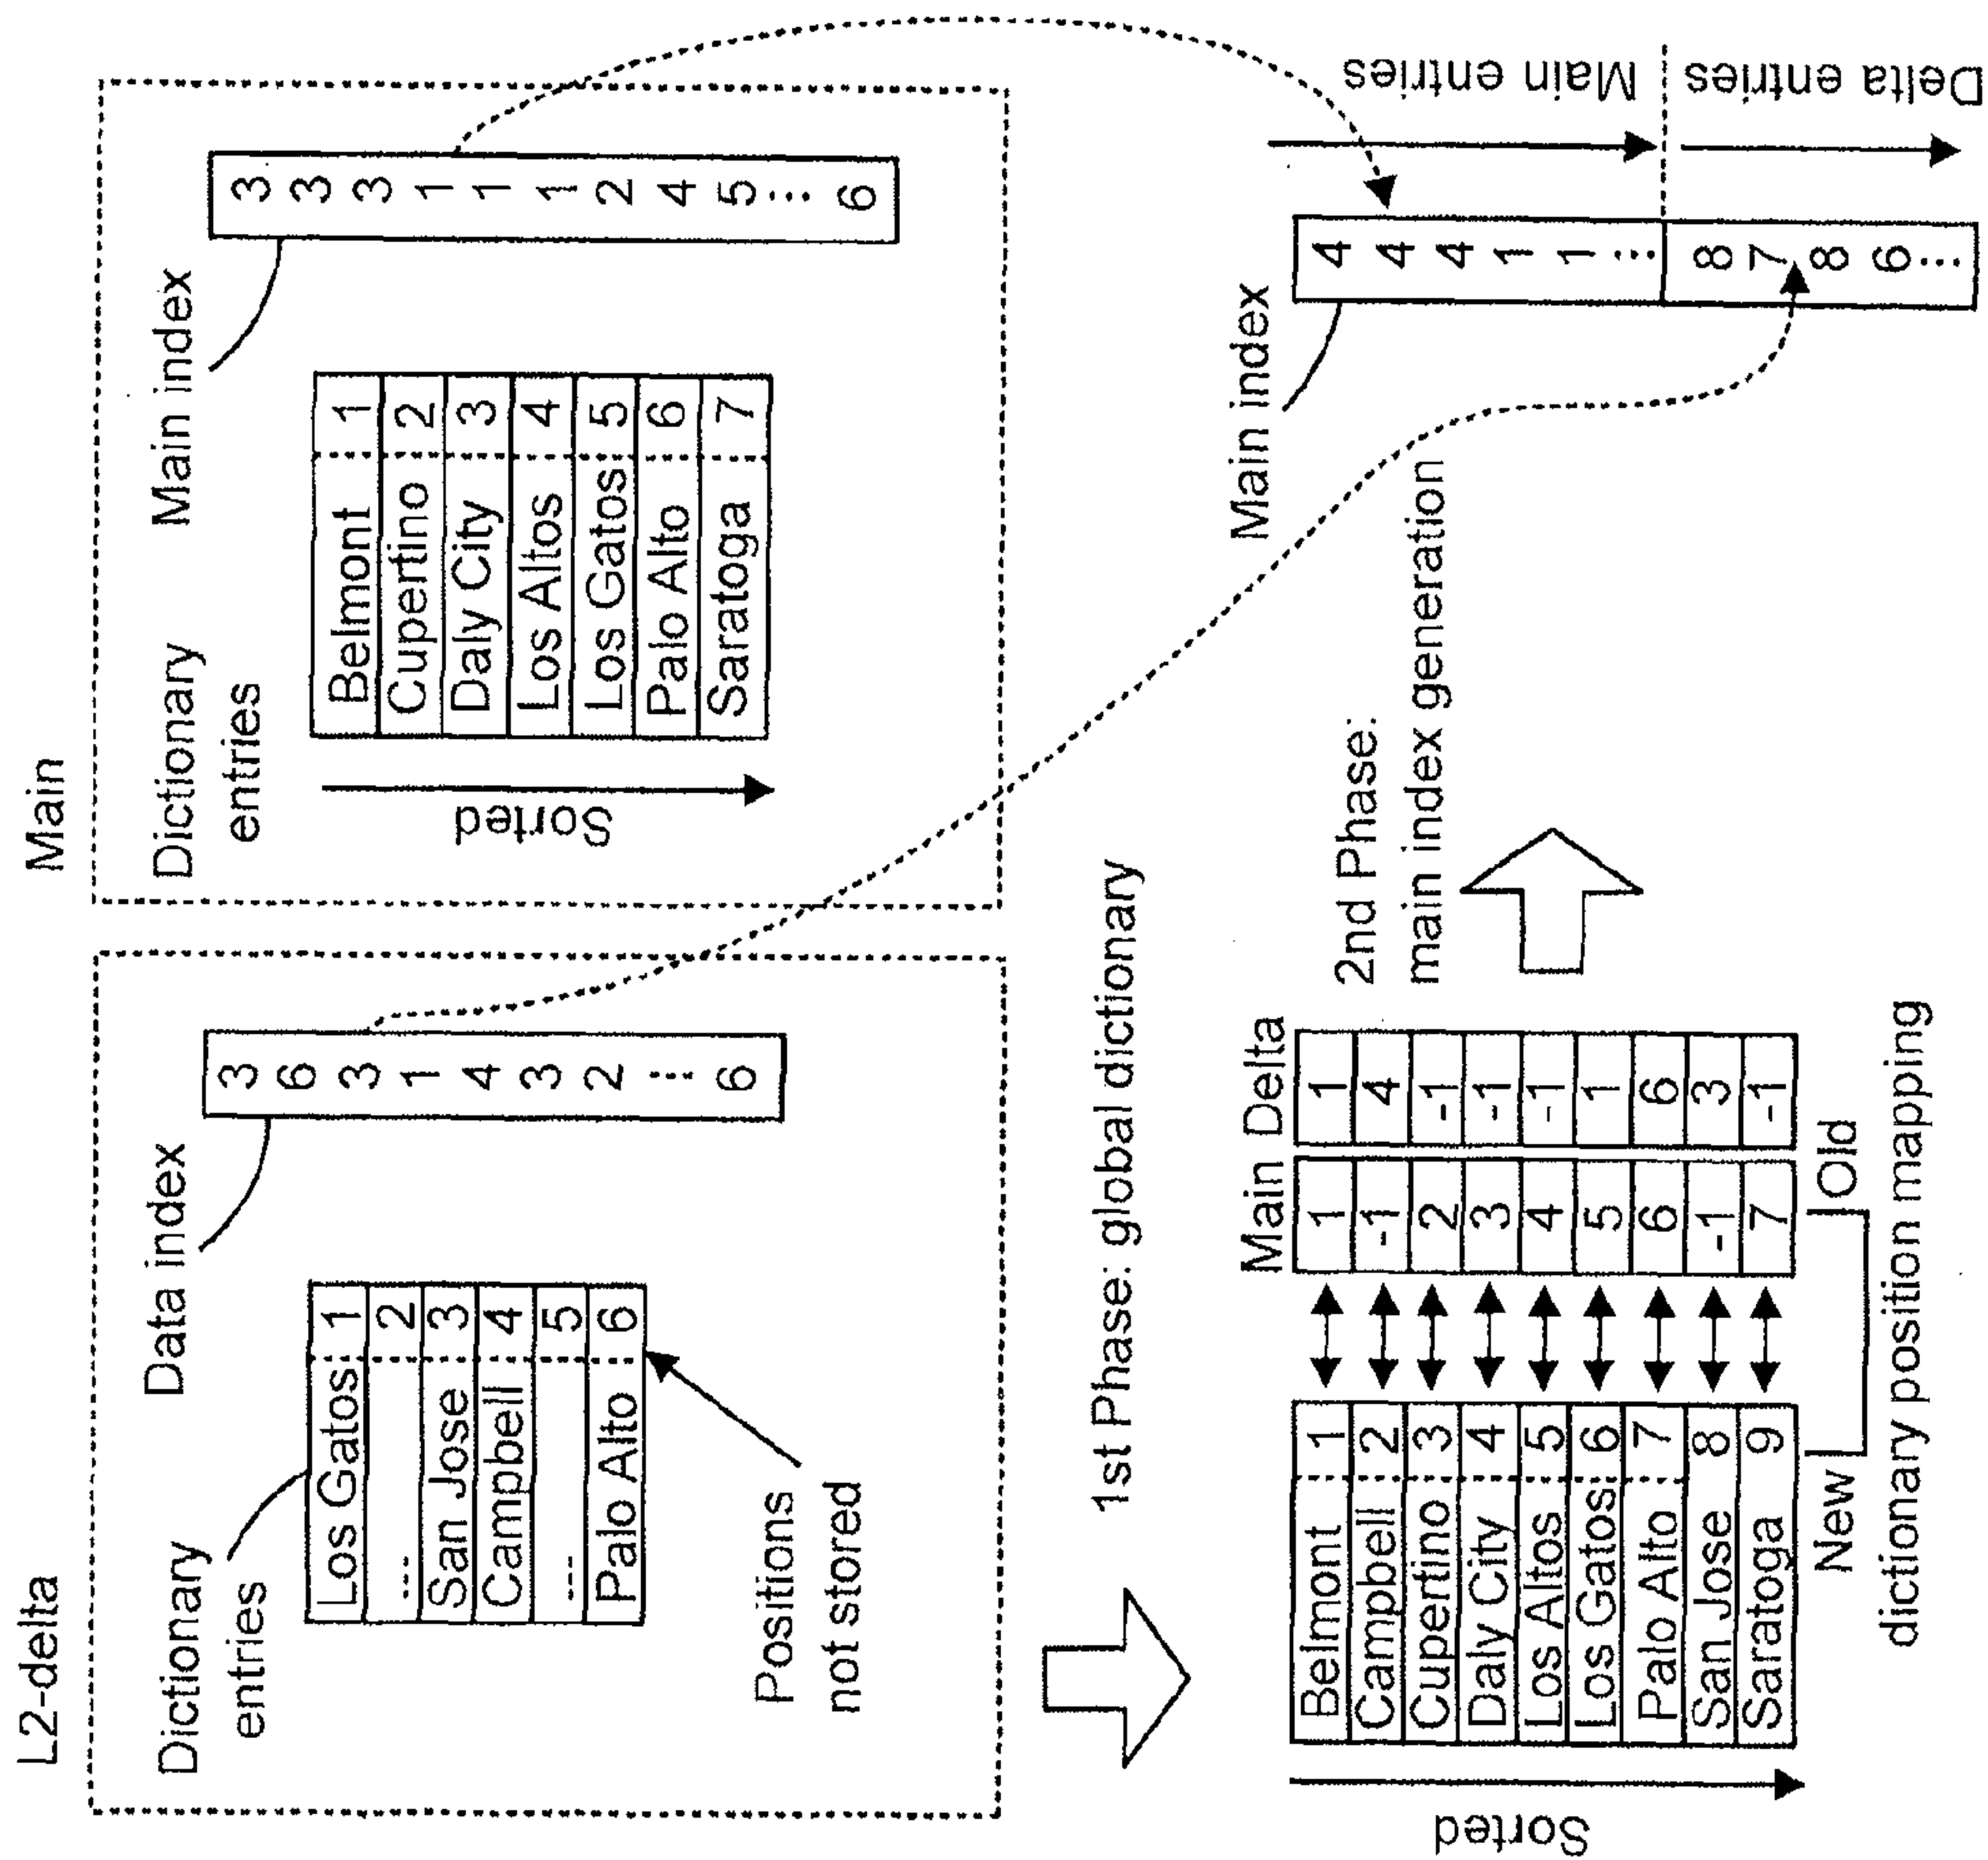 L2-delta
Dictionary
entries
Data index
Los Gatos 1
... 2
San Jose 3
Campbell 4
... 5
Palo Alto 6
3
6
3
1
4
3
2
...
6
Positions
not stored
Main
Dictionary
entries
Main index
Sorted
Belmont 1
Cupertino 2
Daly City 3
Los Altos 4
Los Gatos 5
Palo Alto 6
Saratoga 7
3
3
3
1
1
1
2
4
5
...
6
1st Phase: global dictionary
Main Delta
Sorted
Belmont 1 1 1
Campbell 2 -1 4
Cupertino 3 2 -1
Daly City 4 3 -1
Los Altos 5 4 -1
Los Gatos 6 5 1
Palo Alto 7 6 6
San Jose 8 -1 3
Saratoga 9 7 -1
New Old
dictionary position mapping
2nd Phase:
main index generation
Main index
4
4
4
1
1
...
8
7
8
6
...
Main entries
Delta entries